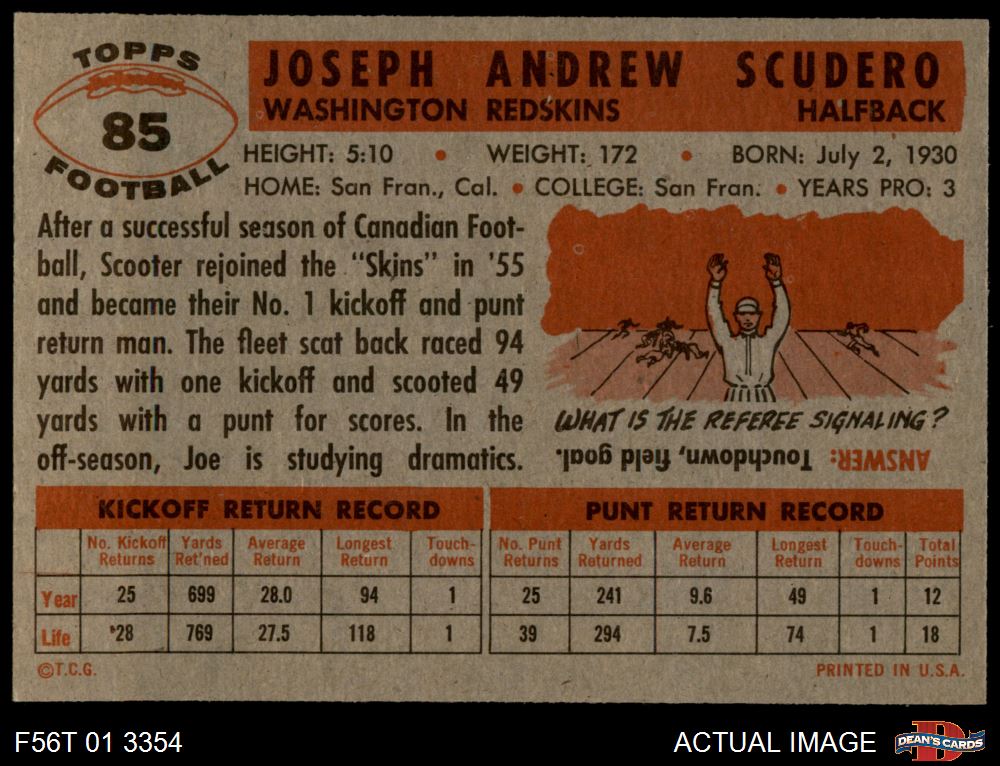 TOPPS
85
FOOTBALL
JOSEPH ANDREW SCUDERO
WASHINGTON REDSKINS HALFBACK
HEIGHT: 5:10 • WEIGHT: 172 • BORN: July 2, 1930
HOME: San Fran., Cal. • COLLEGE: San Fran. • YEARS PRO: 3
After a successful season of Canadian Foot-
ball, Scooter rejoined the "Skins" in '55
and became their No. 1 kickoff and punt
return man. The fleet scat back raced 94
yards with one kickoff and scooted 49
yards with a punt for scores. In the
off-season, Joe is studying dramatics.
WHAT IS THE REFEREE SIGNALING?
ANSWER: Touchdown, field goal.
KICKOFF RETURN RECORD
No. Kickoff Returns Yards Ret'ned Average Return Longest Return Touch-downs
Year 25 699 28.0 94 1
Life 28 769 27.5 118 1
PUNT RETURN RECORD
No. Punt Returns Yards Returned Average Return Longest Return Touch-downs Total Points
25 241 9.6 49 1 12
39 294 7.5 74 1 18
©T.C.G. PRINTED IN U.S.A.
F56T 01 3354 ACTUAL IMAGE D DEAN'S CARDS